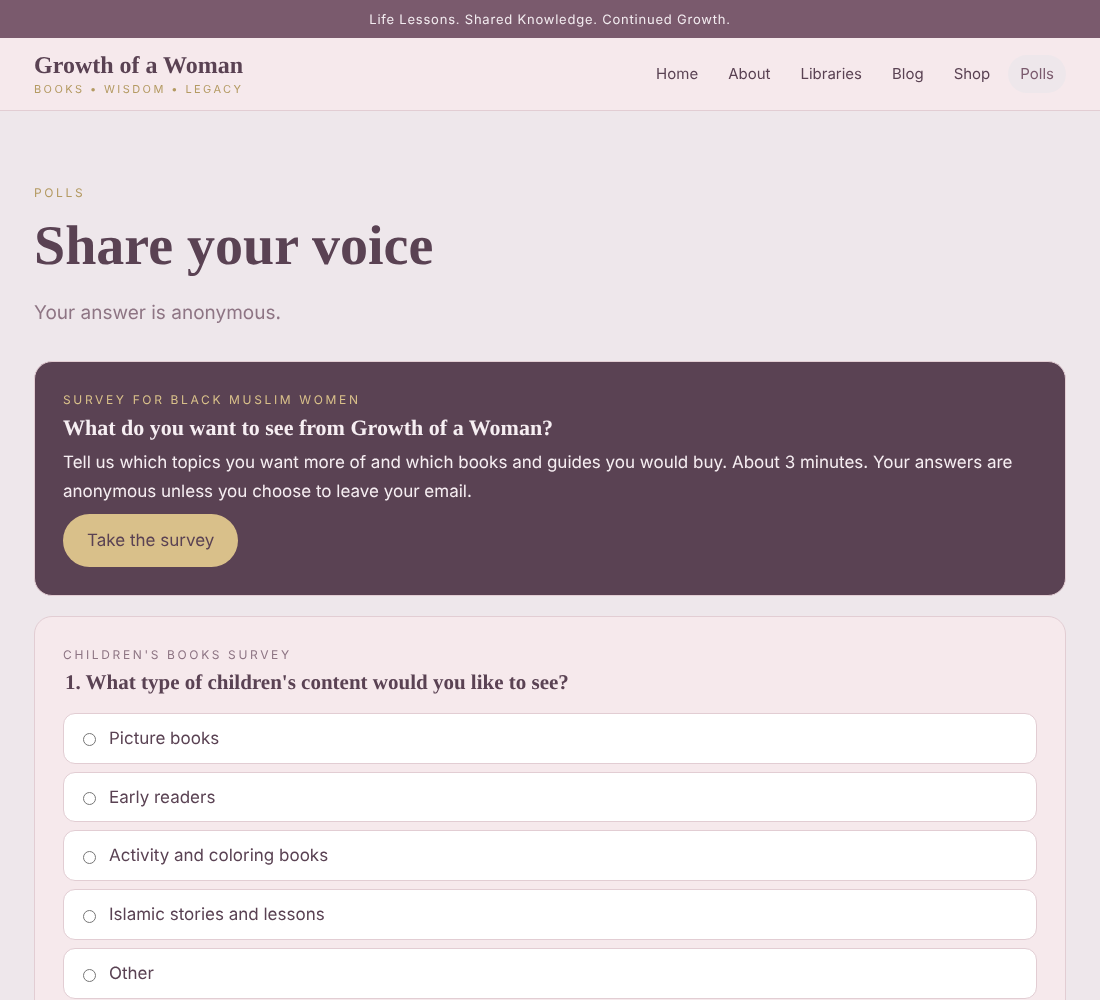 Life Lessons. Shared Knowledge. Continued Growth.
Growth of a Woman
BOOKS • WISDOM • LEGACY
Home About Libraries Blog Shop Polls
POLLS
Share your voice
Your answer is anonymous.
SURVEY FOR BLACK MUSLIM WOMEN
What do you want to see from Growth of a Woman?
Tell us which topics you want more of and which books and guides you would buy. About 3 minutes. Your answers are
anonymous unless you choose to leave your email.
Take the survey
CHILDREN'S BOOKS SURVEY
1. What type of children's content would you like to see?
Picture books
Early readers
Activity and coloring books
Islamic stories and lessons
Other